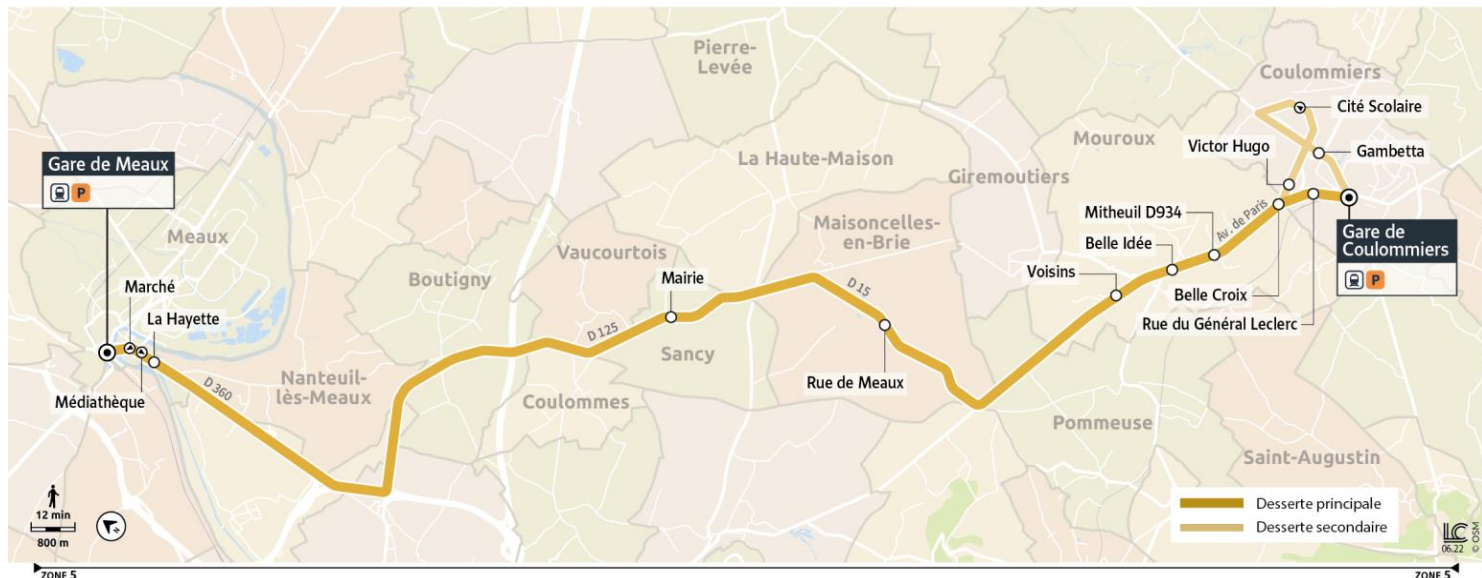 Pierre-
Levée
Coulommiers
Cité Scolaire
Mouroux
Victor Hugo
Gambetta
Gare de Meaux
P
La Haute-Maison
Giremoutiers
Meaux
Mitheuil D934
Av. de Paris
Maisoncelles-
en-Brie
Belle Idée
Gare de
Coulommiers
P
Vaucourtois
Boutigny
Mairie
Voisins
Marché
La Hayette
D 15
Belle Croix
Rue du Général Leclerc
D 125
Sancy
Nanteuil-
lès-Meaux
D 360
Médiathèque
Rue de Meaux
Coulommes
Pommeuse
Saint-Augustin
12 min
800 m
Desserte principale
Desserte secondaire
LC
06.22
© OSM
ZONE 5
ZONE 5